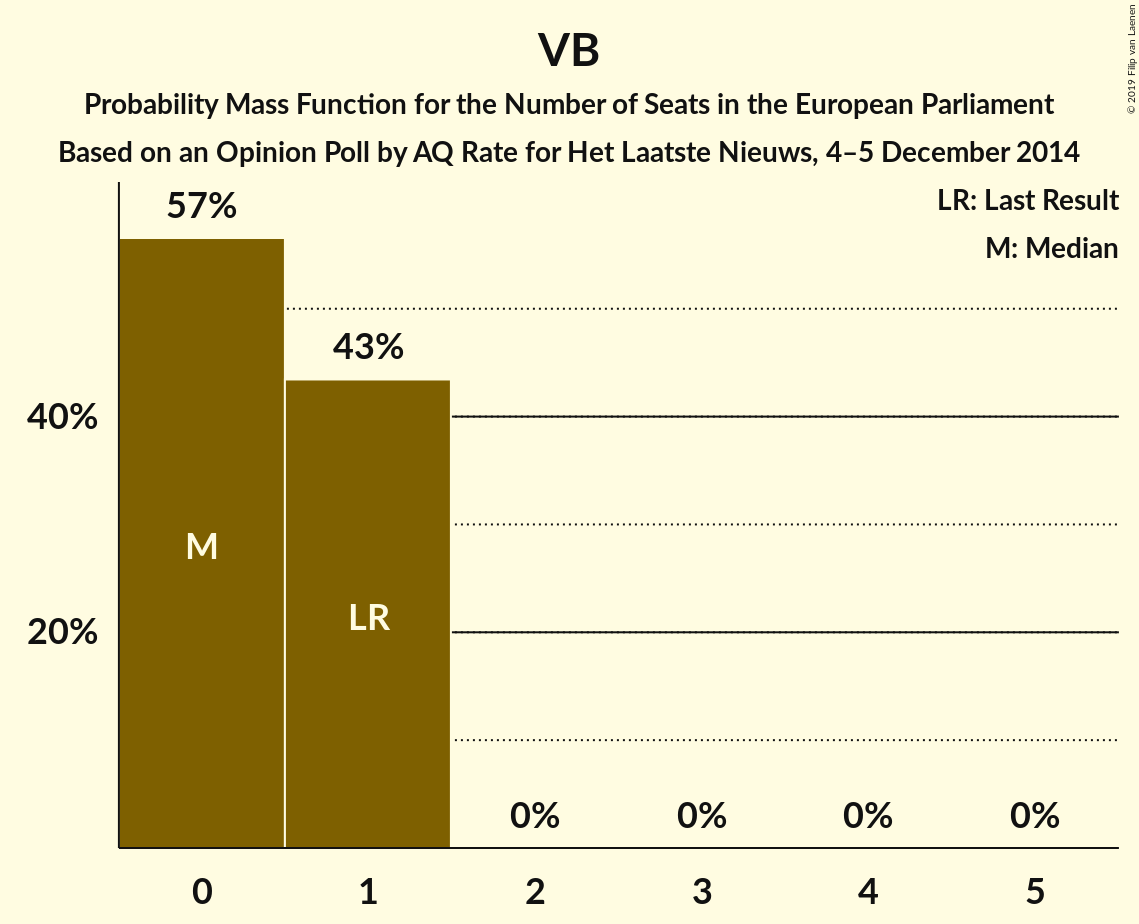 VB
Probability Mass Function for the Number of Seats in the European Parliament
Based on an Opinion Poll by AQ Rate for Het Laatste Nieuws, 4–5 December 2014
© 2019 Filip van Laenen
LR: Last Result
M: Median
57%
43%
40%
M
LR
20%
0% 0% 0% 0%
0 1 2 3 4 5